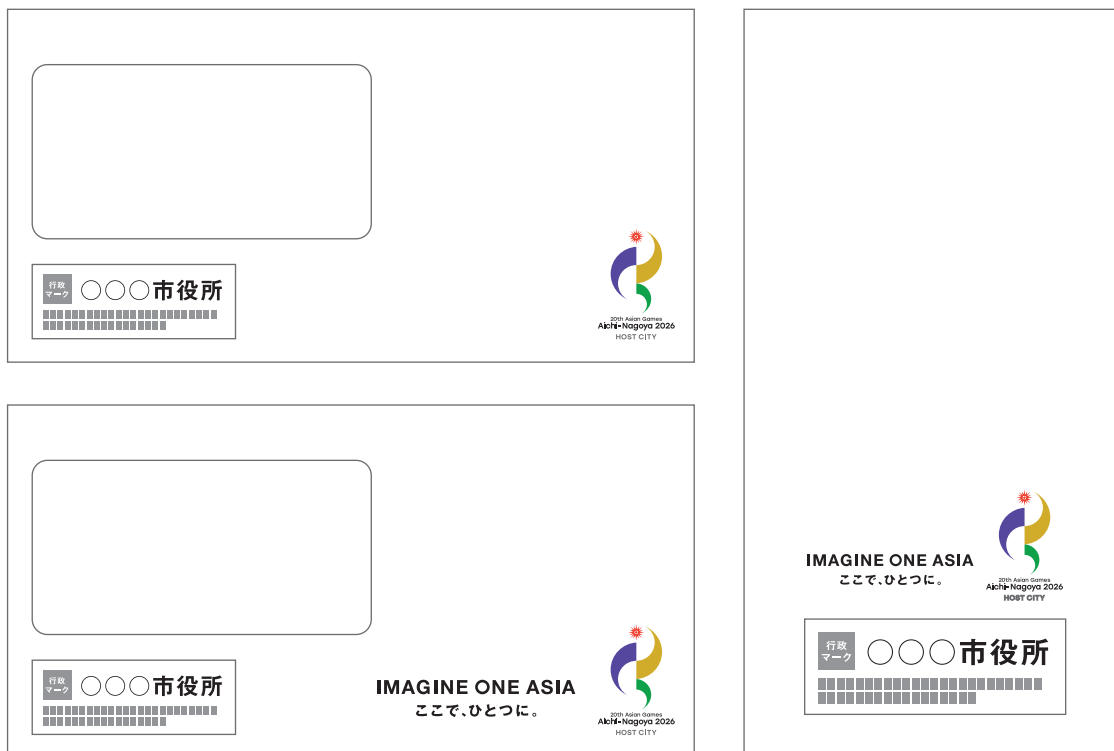 行政
マーク
○○○市役所
20th Asian Games
Aichi-Nagoya 2026
HOST CITY
行政
マーク
○○○市役所
IMAGINE ONE ASIA
ここで、ひとつに。
20th Asian Games
Aichi-Nagoya 2026
HOST CITY
IMAGINE ONE ASIA
ここで、ひとつに。
20th Asian Games
Aichi-Nagoya 2026
HOST CITY
行政
マーク
○○○市役所